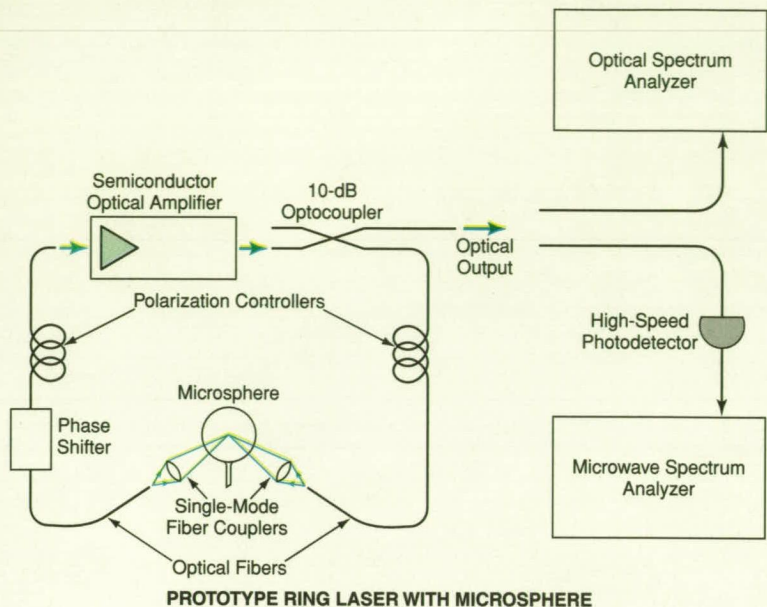 Optical Spectrum
Analyzer
Semiconductor
Optical Amplifier
10-dB
Optocoupler
Optical
Output
Polarization Controllers
High-Speed
Photodetector
Microsphere
Phase
Shifter
Single-Mode
Fiber Couplers
Microwave Spectrum
Analyzer
Optical Fibers
PROTOTYPE RING LASER WITH MICROSPHERE